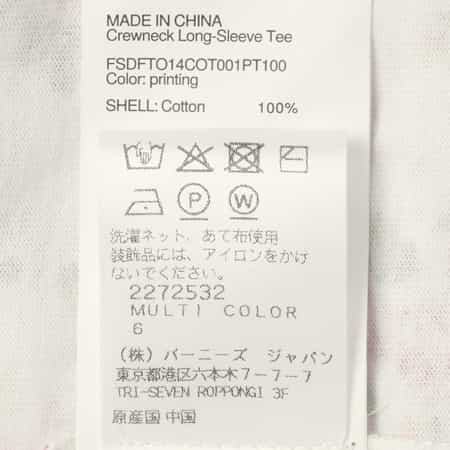 MADE IN CHINA
Crewneck Long-Sleeve Tee
FSDFTO14COT001PT100
Color: printing
SHELL: Cotton 100%
P W
洗濯ネット、あて布使用
装飾品には、アイロンをかけ
ないでください。
2272532
MULTI COLOR
6
(株) バーニーズ ジャパン
東京都港区六本木7-7-7
TRI-SEVEN ROPPONGI 3F
原産国 中国